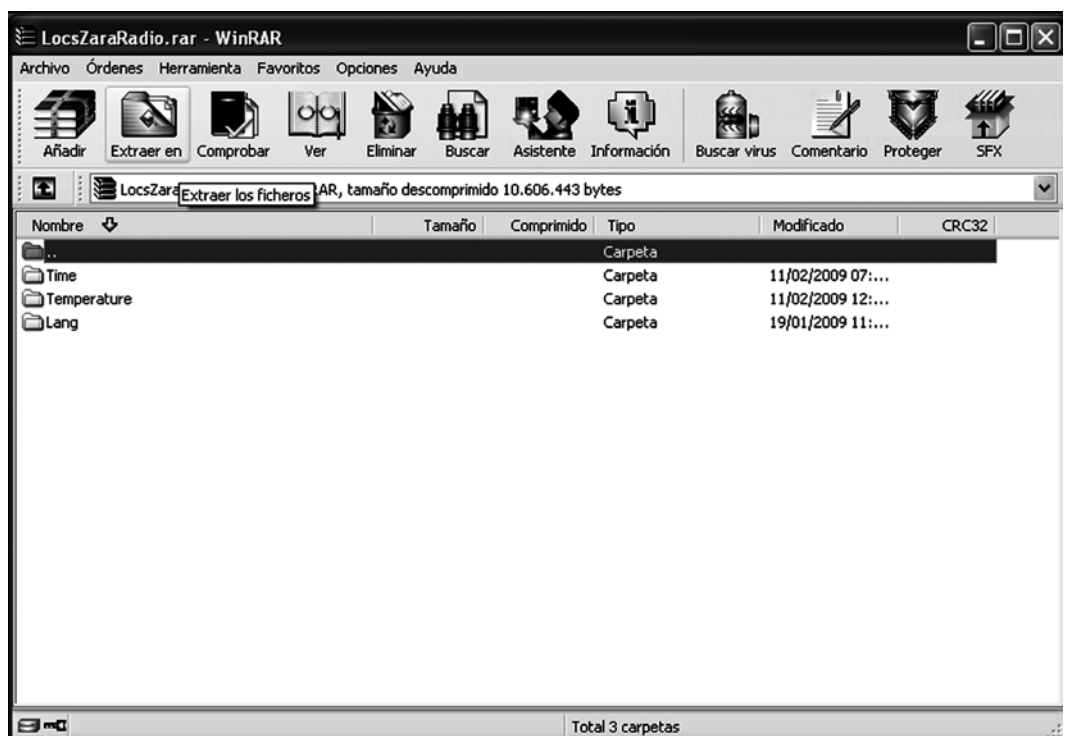 LocsZaraRadio.rar - WinRAR
Archivo Órdenes Herramienta Favoritos Opciones Ayuda
Añadir Extraer en Comprobar Ver Eliminar Buscar Asistente Información Buscar virus Comentario Proteger SFX
LocsZara AR, tamaño descomprimido 10.606.443 bytes
Extraer los ficheros
Nombre Tamaño Comprimido Tipo Modificado CRC32
.. Carpeta
Time Carpeta 11/02/2009 07:...
Temperature Carpeta 11/02/2009 12:...
Lang Carpeta 19/01/2009 11:...
Total 3 carpetas